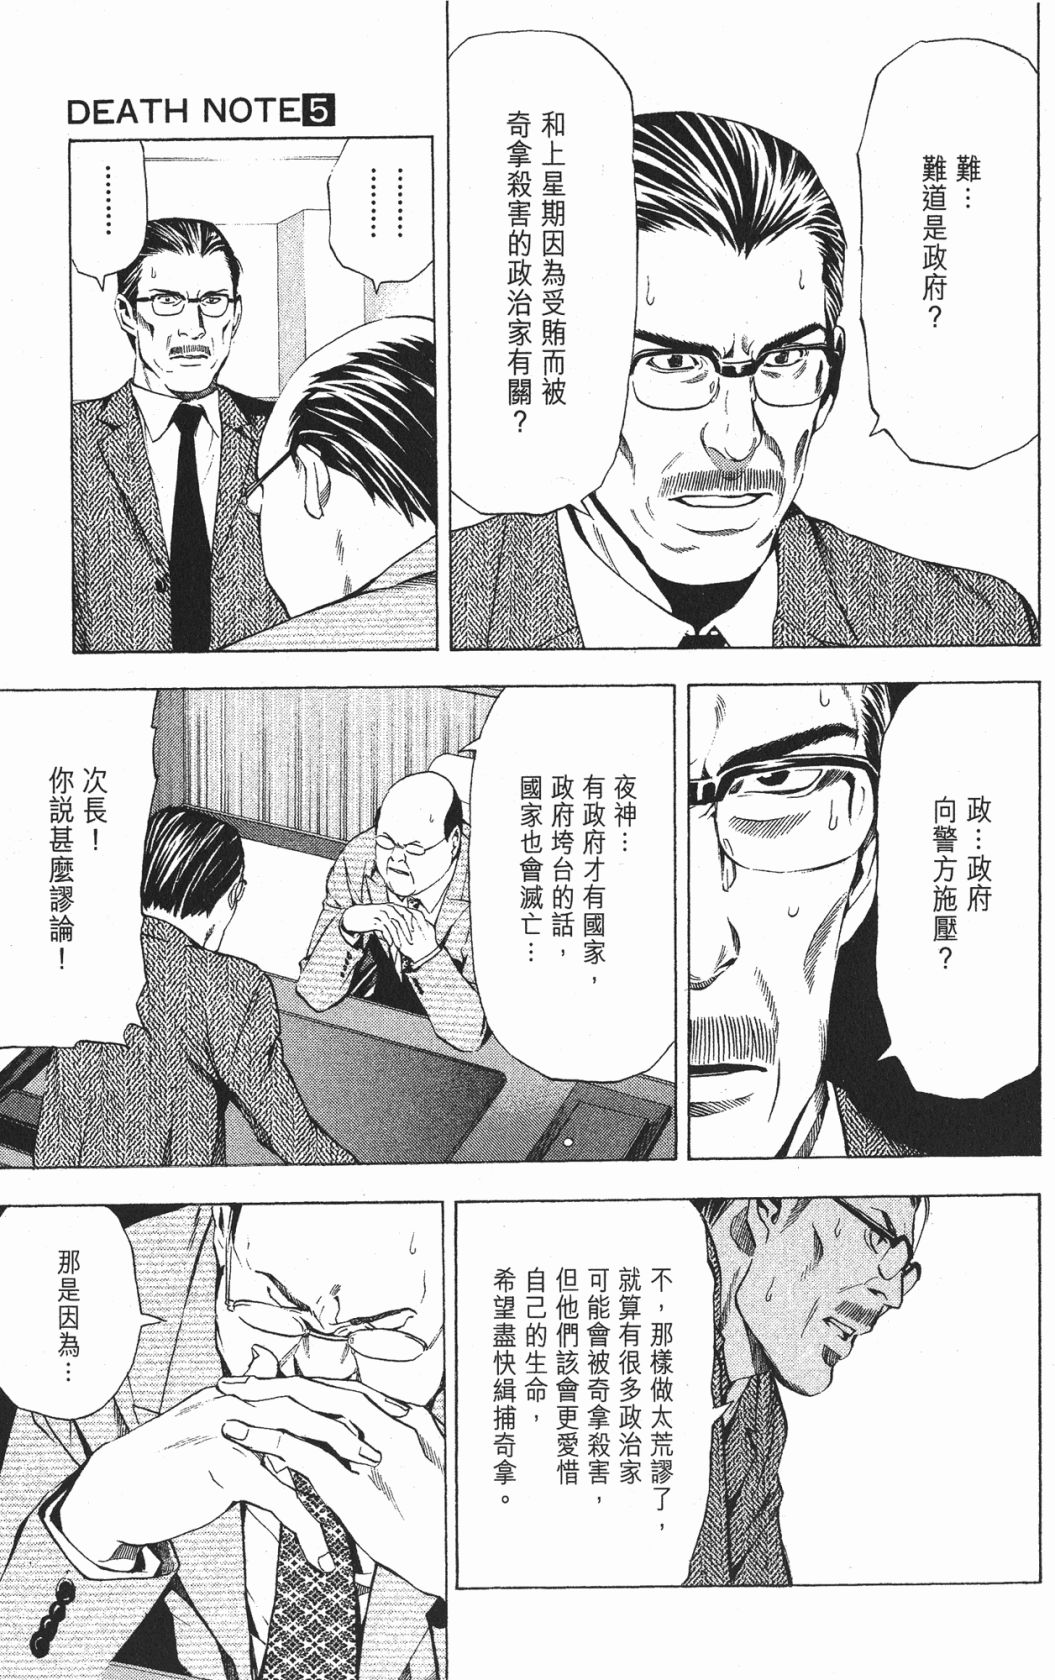 DEATH NOTE5
難…
難道是政府？
和上星期因為受賄而被
奇拿殺害的政治家有關？
………
………
………
政…政府
向警方施壓？
夜神…
有政府才有國家，
政府垮台的話，
國家也會滅亡…
次長！
你說甚麼謬論！
不，那樣做太荒謬了，
就算有很多政治家
可能會被奇拿殺害，
但他們該會更愛惜
自己的生命，
希望盡快緝捕奇拿。
那是因為…